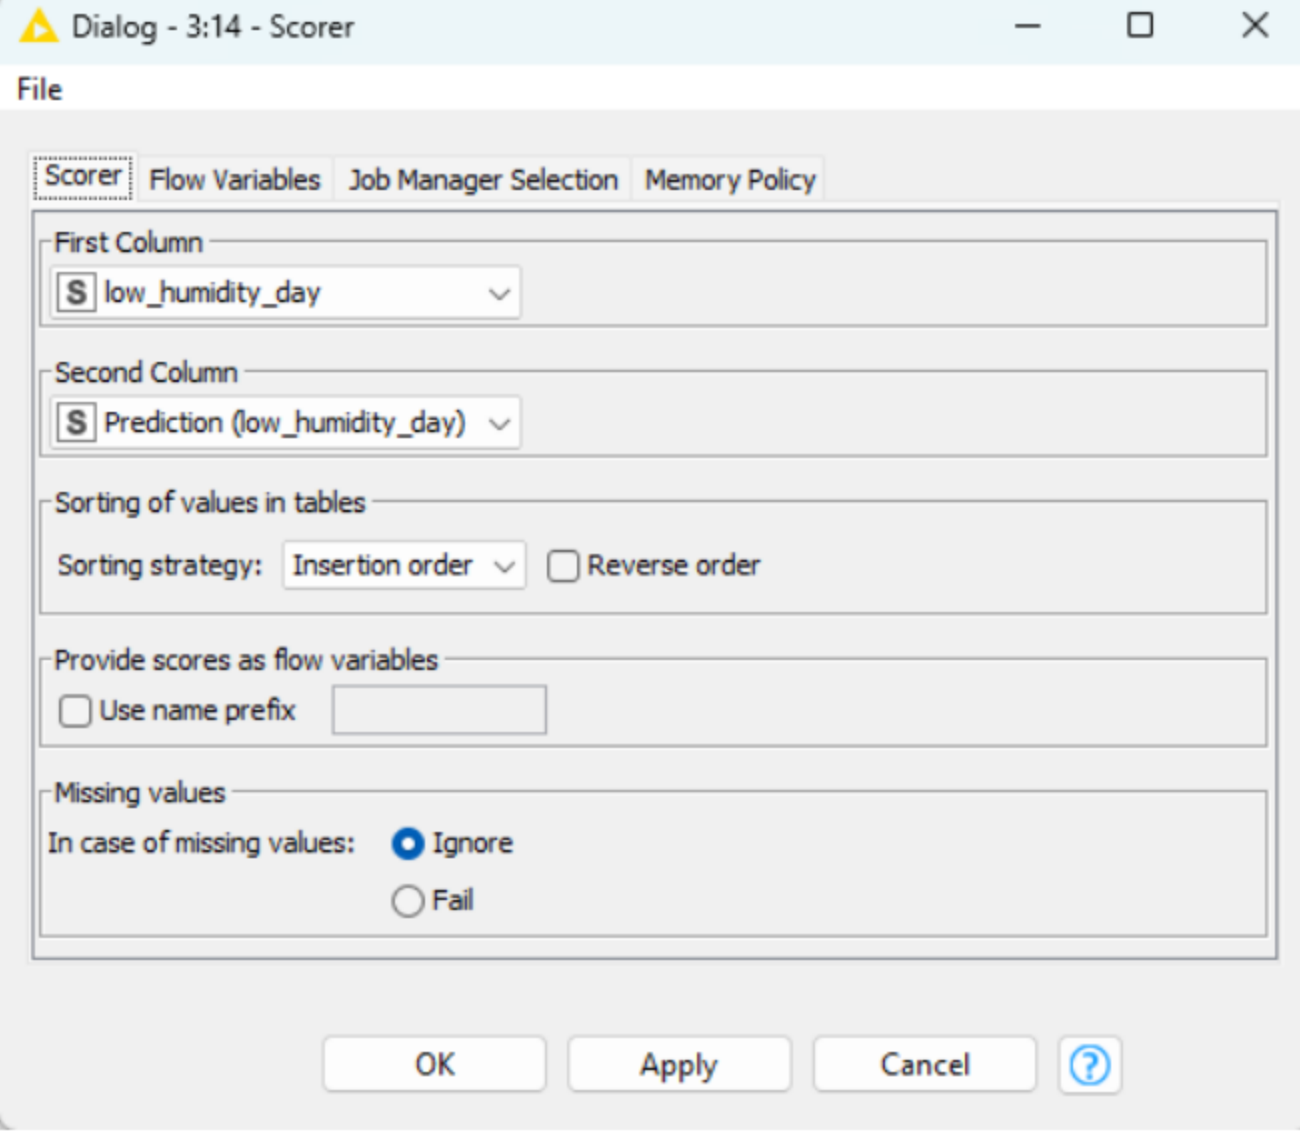 Dialog - 3:14 - Scorer
File
Scorer Flow Variables Job Manager Selection Memory Policy
First Column
S low_humidity_day
Second Column
S Prediction (low_humidity_day)
Sorting of values in tables
Sorting strategy: Insertion order Reverse order
Provide scores as flow variables
Use name prefix
Missing values
In case of missing values: Ignore
Fail
OK Apply Cancel ?